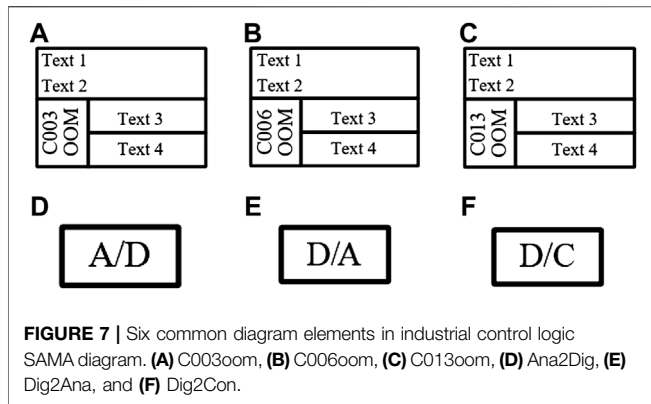 A
B
C
Text 1
Text 2
C003
OOM
Text 3
Text 4
Text 1
Text 2
C006
OOM
Text 3
Text 4
Text 1
Text 2
C013
OOM
Text 3
Text 4
D
E
F
A/D
D/A
D/C
FIGURE 7 | Six common diagram elements in industrial control logic
SAMA diagram. (A) C003oom, (B) C006oom, (C) C013oom, (D) Ana2Dig, (E)
Dig2Ana, and (F) Dig2Con.